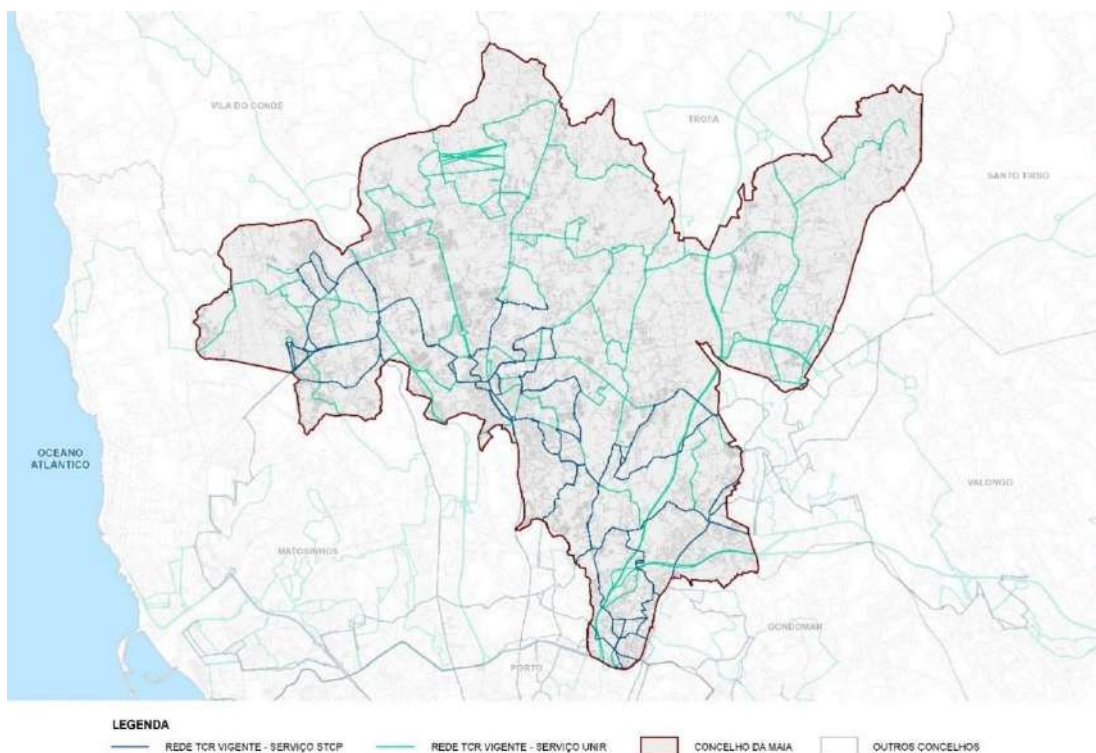 VILA DO CONDE
TROFA
SANTO TIRSO
OCEANO
ATLÂNTICO
VALONGO
MATOSINHOS
GONDOMAR
PORTO
LEGENDA
REDE TCR VIGENTE - SERVIÇO STCP
REDE TCR VIGENTE - SERVIÇO UNIR
CONCELHO DA MAIA
OUTROS CONCELHOS